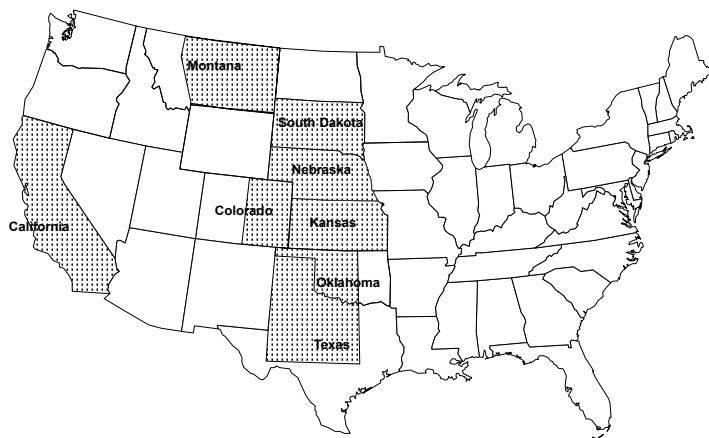 Montana
South Dakota
Nebraska
Colorado
California
Kansas
Oklahoma
Texas